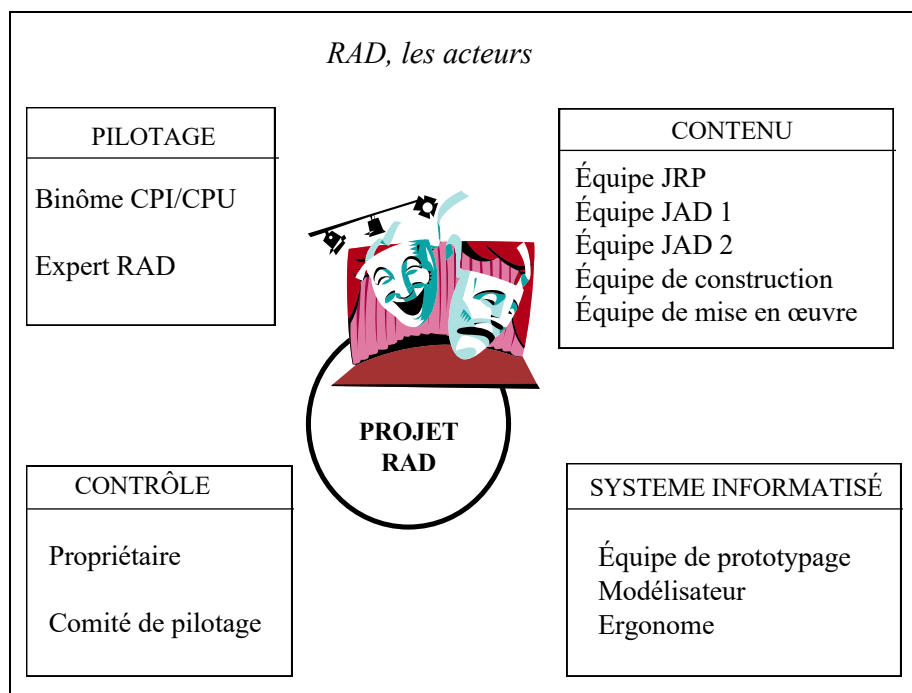 RAD, les acteurs
PILOTAGE
Binôme CPI/CPU
Expert RAD
CONTENU
Équipe JRP
Équipe JAD 1
Équipe JAD 2
Équipe de construction
Équipe de mise en œuvre
PROJET
RAD
CONTRÔLE
Propriétaire
Comité de pilotage
SYSTEME INFORMATISÉ
Équipe de prototypage
Modélisateur
Ergonome